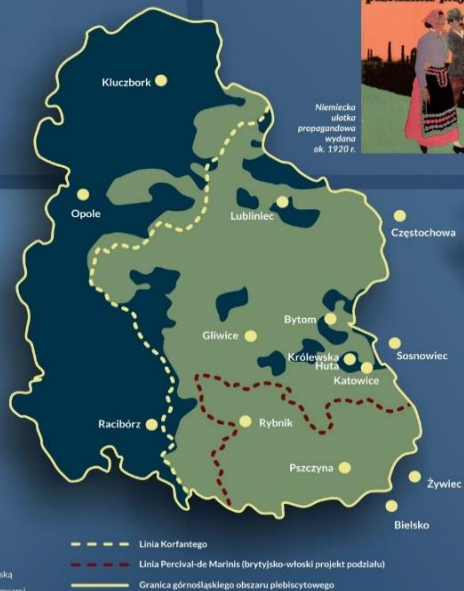 Niemiecka
ulotka
propagandowa
wydana
ok. 1920 r.
Kluczbork
Opole
Lubliniec
Częstochowa
Bytom
Gliwice
Królewska
Huta
Sosnowiec
Katowice
Racibórz
Rybnik
Pszczyna
Żywiec
Bielsko
Linia Korfantego
Linia Percival-de Marinis (brytyjsko-włoski projekt podziału)
Granica górnośląskiego obszaru plebiscytowego